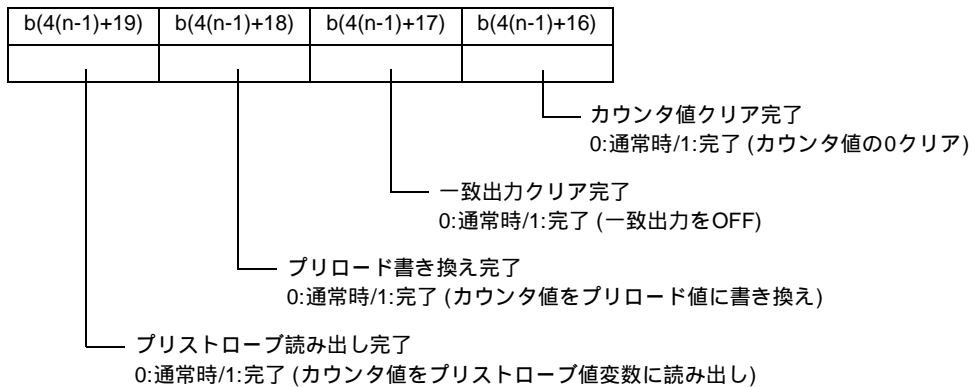 b(4(n-1)+19) b(4(n-1)+18) b(4(n-1)+17) b(4(n-1)+16)
カウンタ値クリア完了
0:通常時/1:完了 (カウンタ値の0クリア)
一致出力クリア完了
0:通常時/1:完了 (一致出力をOFF)
プリロード書き換え完了
0:通常時/1:完了 (カウンタ値をプリロード値に書き換え)
プリストローブ読み出し完了
0:通常時/1:完了 (カウンタ値をプリストローブ値変数に読み出し)